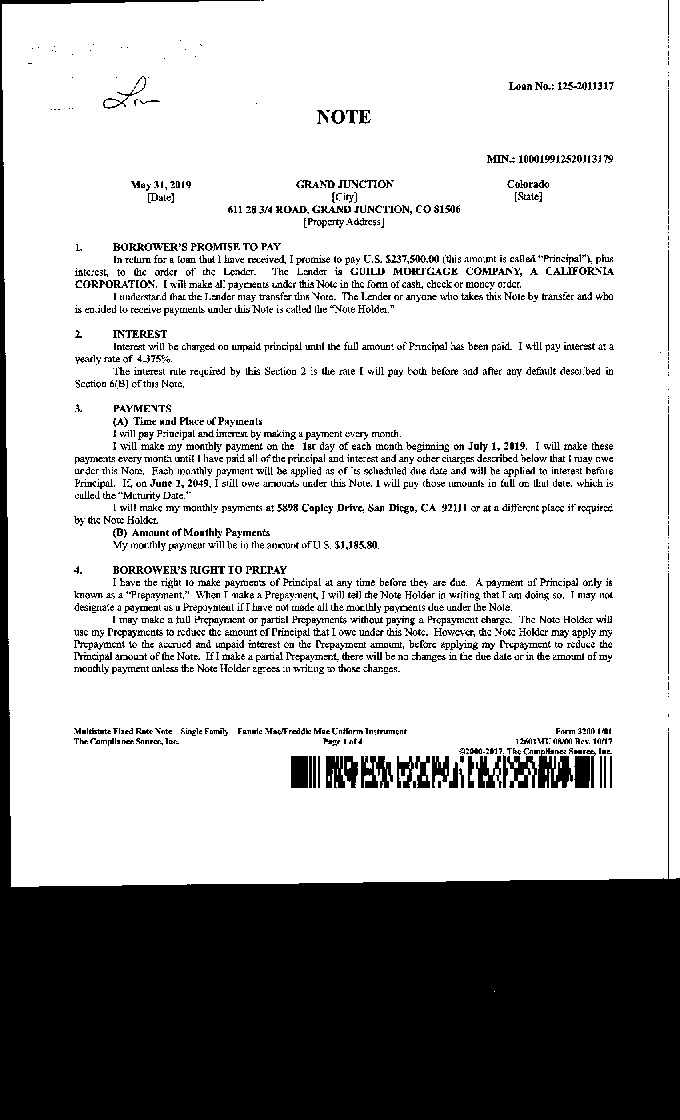 Loan No.: 125-2011317
NOTE
MIN.: 100019912520113179
May 31, 2019 GRAND JUNCTION Colorado
[Date] [City] [State]
611 28 3/4 ROAD, GRAND JUNCTION, CO 81506
[Property Address]
1. BORROWER'S PROMISE TO PAY
In return for a loan that I have received, I promise to pay U.S. $237,500.00 (this amount is called "Principal"), plus
interest, to the order of the Lender. The Lender is GUILD MORTGAGE COMPANY, A CALIFORNIA
CORPORATION. I will make all payments under this Note in the form of cash, check or money order.
I understand that the Lender may transfer this Note. The Lender or anyone who takes this Note by transfer and who
is entitled to receive payments under this Note is called the "Note Holder."
2. INTEREST
Interest will be charged on unpaid principal until the full amount of Principal has been paid. I will pay interest at a
yearly rate of 4.375%.
The interest rate required by this Section 2 is the rate I will pay both before and after any default described in
Section 6(B) of this Note.
3. PAYMENTS
(A) Time and Place of Payments
I will pay Principal and interest by making a payment every month.
I will make my monthly payment on the 1st day of each month beginning on July 1, 2019. I will make these
payments every month until I have paid all of the principal and interest and any other charges described below that I may owe
under this Note. Each monthly payment will be applied as of its scheduled due date and will be applied to interest before
Principal. If, on June 1, 2049, I still owe amounts under this Note, I will pay those amounts in full on that date, which is
called the "Maturity Date."
I will make my monthly payments at 5898 Copley Drive, San Diego, CA 92111 or at a different place if required
by the Note Holder.
(B) Amount of Monthly Payments
My monthly payment will be in the amount of U.S. $1,185.80.
4. BORROWER'S RIGHT TO PREPAY
I have the right to make payments of Principal at any time before they are due. A payment of Principal only is
known as a "Prepayment." When I make a Prepayment, I will tell the Note Holder in writing that I am doing so. I may not
designate a payment as a Prepayment if I have not made all the monthly payments due under the Note.
I may make a full Prepayment or partial Prepayments without paying a Prepayment charge. The Note Holder will
use my Prepayments to reduce the amount of Principal that I owe under this Note. However, the Note Holder may apply my
Prepayment to the accrued and unpaid interest on the Prepayment amount, before applying my Prepayment to reduce the
Principal amount of the Note. If I make a partial Prepayment, there will be no changes in the due date or in the amount of my
monthly payment unless the Note Holder agrees in writing to those changes.
Multistate Fixed Rate Note Single Family Fannie Mae/Freddie Mac Uniform Instrument Form 3200 1/01
The Compliance Source, Inc. Page 1 of 4 12601MU 08/00 Rev. 10/17
©2000-2017, The Compliance Source, Inc.